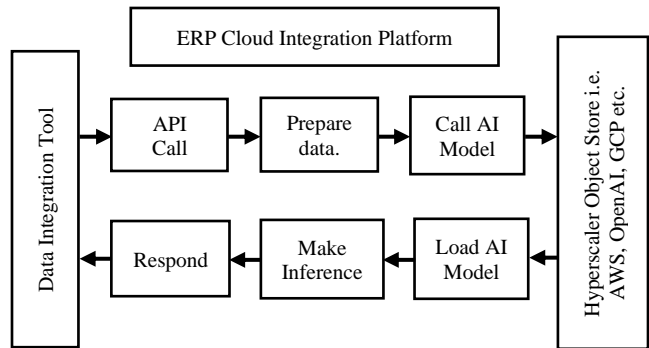 ERP Cloud Integration Platform
Data Integration Tool
API
Call
Prepare
data.
Call AI
Model
Hyperscaler Object Store i.e.
AWS, OpenAI, GCP etc.
Respond
Make
Inference
Load AI
Model